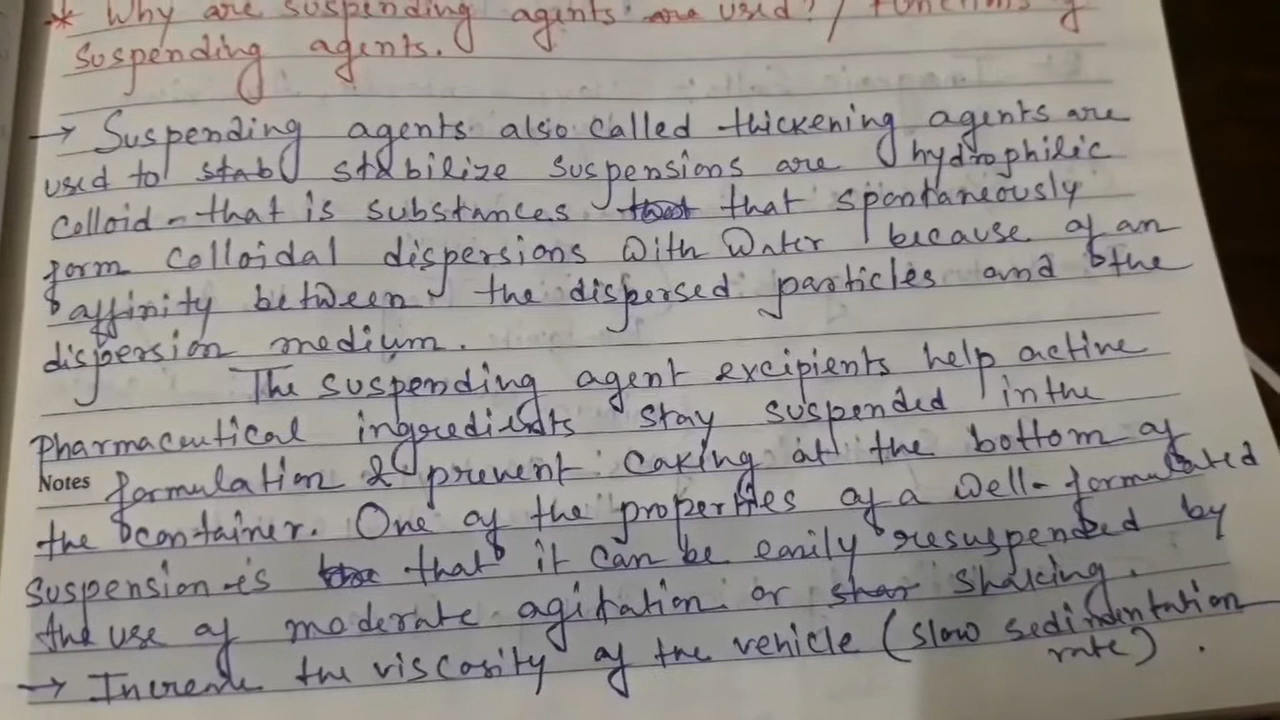 * Why are suspending agents are used? / Functions of
suspending agents.
→ Suspending agents also called thickening agents are
used to stab stabilize suspensions are hydrophilic
colloid - that is substances that that spontaneously
form colloidal dispersions with water because of an
affinity between the dispersed particles and the
dispersion medium.
The suspending agent excipients help active
Pharmaceutical ingredients stay suspended in the
Notes formulation & prevent caking at the bottom of
the container. One of the properties of a well-formulated
suspension is that it can be easily resuspended by
the use of moderate agitation or shar shaking.
→ Increase the viscosity of the vehicle (slow sedimentation
rate).